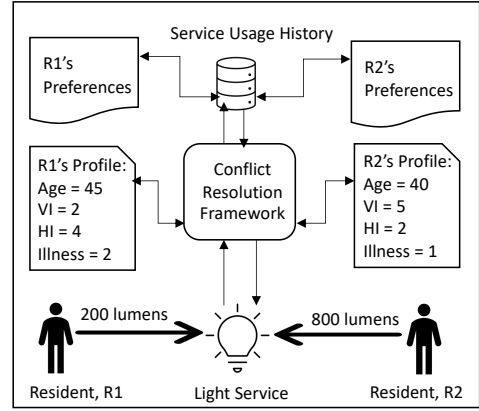 Service Usage History
R1's
Preferences
R2's
Preferences
R1's Profile:
Age = 45
VI = 2
HI = 4
Illness = 2
Conflict
Resolution
Framework
R2's Profile:
Age = 40
VI = 5
HI = 2
Illness = 1
200 lumens
800 lumens
Resident, R1
Light Service
Resident, R2